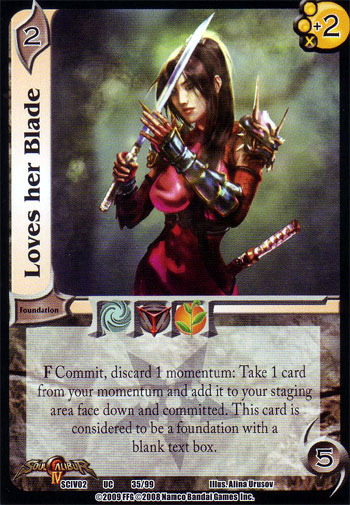 2
+2
X
Loves her Blade
Foundation
F Commit, discard 1 momentum: Take 1 card
from your momentum and add it to your staging
area face down and committed. This card is
considered to be a foundation with a
blank text box.
5
SOULCALIBUR
IV
SCIV02 UC 35/99 Illus. Alina Urusov
©2009 FFG ©2008 Namco Bandai Games Inc.